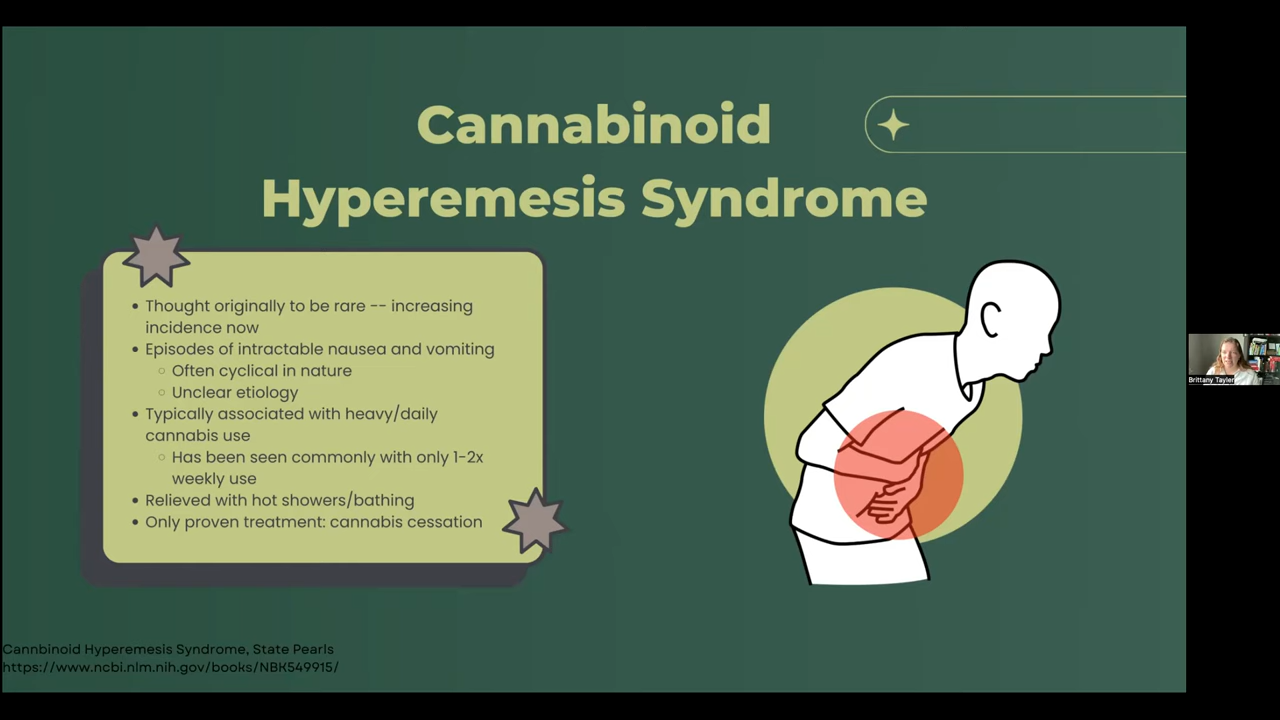 Cannabinoid
Hyperemesis Syndrome
• Thought originally to be rare -- increasing
incidence now
• Episodes of intractable nausea and vomiting
○ Often cyclical in nature
○ Unclear etiology
• Typically associated with heavy/daily
cannabis use
○ Has been seen commonly with only 1-2x
weekly use
• Relieved with hot showers/bathing
• Only proven treatment: cannabis cessation
Brittany Tayler
Cannbinoid Hyperemesis Syndrome, State Pearls
https://www.ncbi.nlm.nih.gov/books/NBK549915/